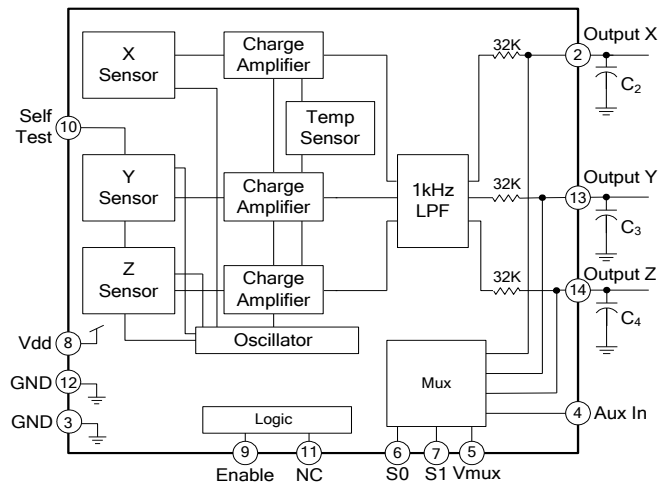 X
Sensor
Charge
Amplifier
32K
Output X
2
C2
Self
Test
10
Temp
Sensor
Y
Sensor
Charge
Amplifier
1kHz
LPF
32K
Output Y
13
C3
Z
Sensor
Charge
Amplifier
32K
Output Z
14
C4
Oscillator
Vdd
8
GND
12
GND
3
Mux
4
Aux In
Logic
9
11
6
7
5
Enable
NC
S0
S1
Vmux